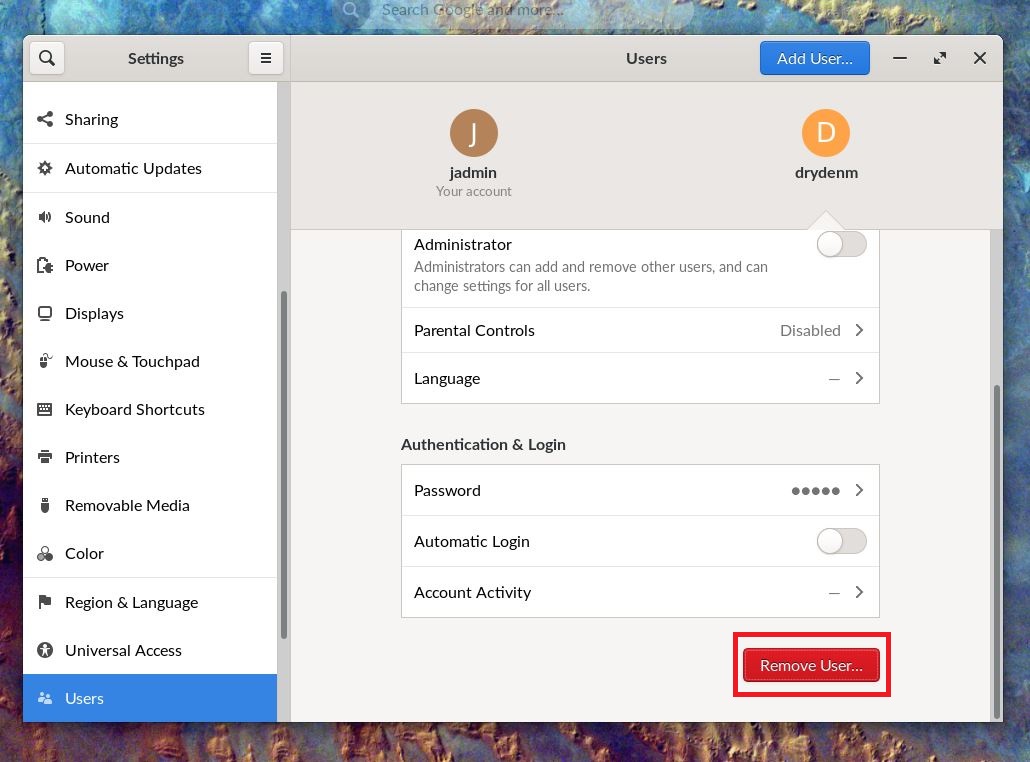 Search Google and more...
Settings
Users
Add User...
Sharing
Automatic Updates
Sound
Power
Displays
Mouse & Touchpad
Keyboard Shortcuts
Printers
Removable Media
Color
Region & Language
Universal Access
Users
J
D
jadmin
drydenm
Your account
Administrator
Administrators can add and remove other users, and can
change settings for all users.
Parental Controls
Disabled
Language
—
Authentication & Login
Password
●●●●●
Automatic Login
Account Activity
—
Remove User...